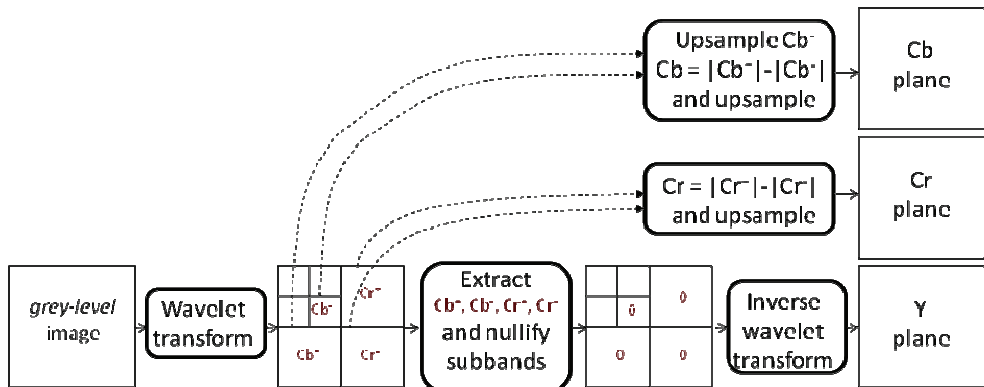 Upsample Cb⁻
Cb = |Cb⁺|-|Cb⁻|
and upsample
Cb
plane
Cr = |Cr⁺|-|Cr⁻|
and upsample
Cr
plane
grey-level
image
Wavelet
transform
Cr⁺
Cb⁻
Cb⁺
Cr⁻
Extract
Cb⁺, Cb⁻, Cr⁺, Cr⁻
and nullify
subbands
0
0
0
0
Inverse
wavelet
transform
Y
plane